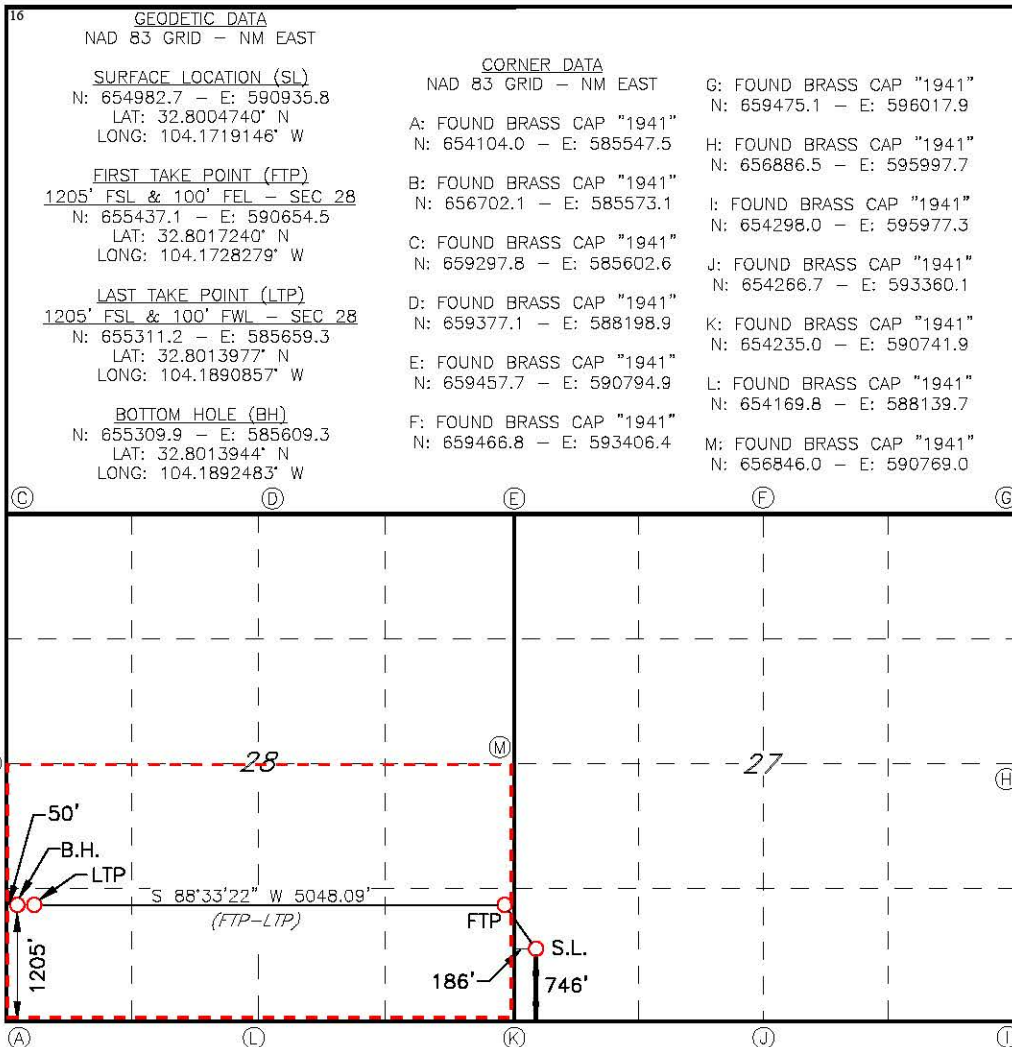 16
GEODETIC DATA
NAD 83 GRID – NM EAST
SURFACE LOCATION (SL)
N: 654982.7 – E: 590935.8
LAT: 32.8004740° N
LONG: 104.1719146° W
FIRST TAKE POINT (FTP)
1205' FSL & 100' FEL – SEC 28
N: 655437.1 – E: 590654.5
LAT: 32.8017240° N
LONG: 104.1728279° W
LAST TAKE POINT (LTP)
1205' FSL & 100' FWL – SEC 28
N: 655311.2 – E: 585659.3
LAT: 32.8013977° N
LONG: 104.1890857° W
BOTTOM HOLE (BH)
N: 655309.9 – E: 585609.3
LAT: 32.8013944° N
LONG: 104.1892483° W
CORNER DATA
NAD 83 GRID – NM EAST
A: FOUND BRASS CAP "1941"
N: 654104.0 – E: 585547.5
B: FOUND BRASS CAP "1941"
N: 656702.1 – E: 585573.1
C: FOUND BRASS CAP "1941"
N: 659297.8 – E: 585602.6
D: FOUND BRASS CAP "1941"
N: 659377.1 – E: 588198.9
E: FOUND BRASS CAP "1941"
N: 659457.7 – E: 590794.9
F: FOUND BRASS CAP "1941"
N: 659466.8 – E: 593406.4
G: FOUND BRASS CAP "1941"
N: 659475.1 – E: 596017.9
H: FOUND BRASS CAP "1941"
N: 656886.5 – E: 595997.7
I: FOUND BRASS CAP "1941"
N: 654298.0 – E: 595977.3
J: FOUND BRASS CAP "1941"
N: 654266.7 – E: 593360.1
K: FOUND BRASS CAP "1941"
N: 654235.0 – E: 590741.9
L: FOUND BRASS CAP "1941"
N: 654169.8 – E: 588139.7
M: FOUND BRASS CAP "1941"
N: 656846.0 – E: 590769.0
C D E F G
M
28 27
H
50'
B.H.
LTP
S 88°33'22" W 5048.09'
(FTP–LTP)
FTP
S.L.
1205'
186'
746'
A L K J I